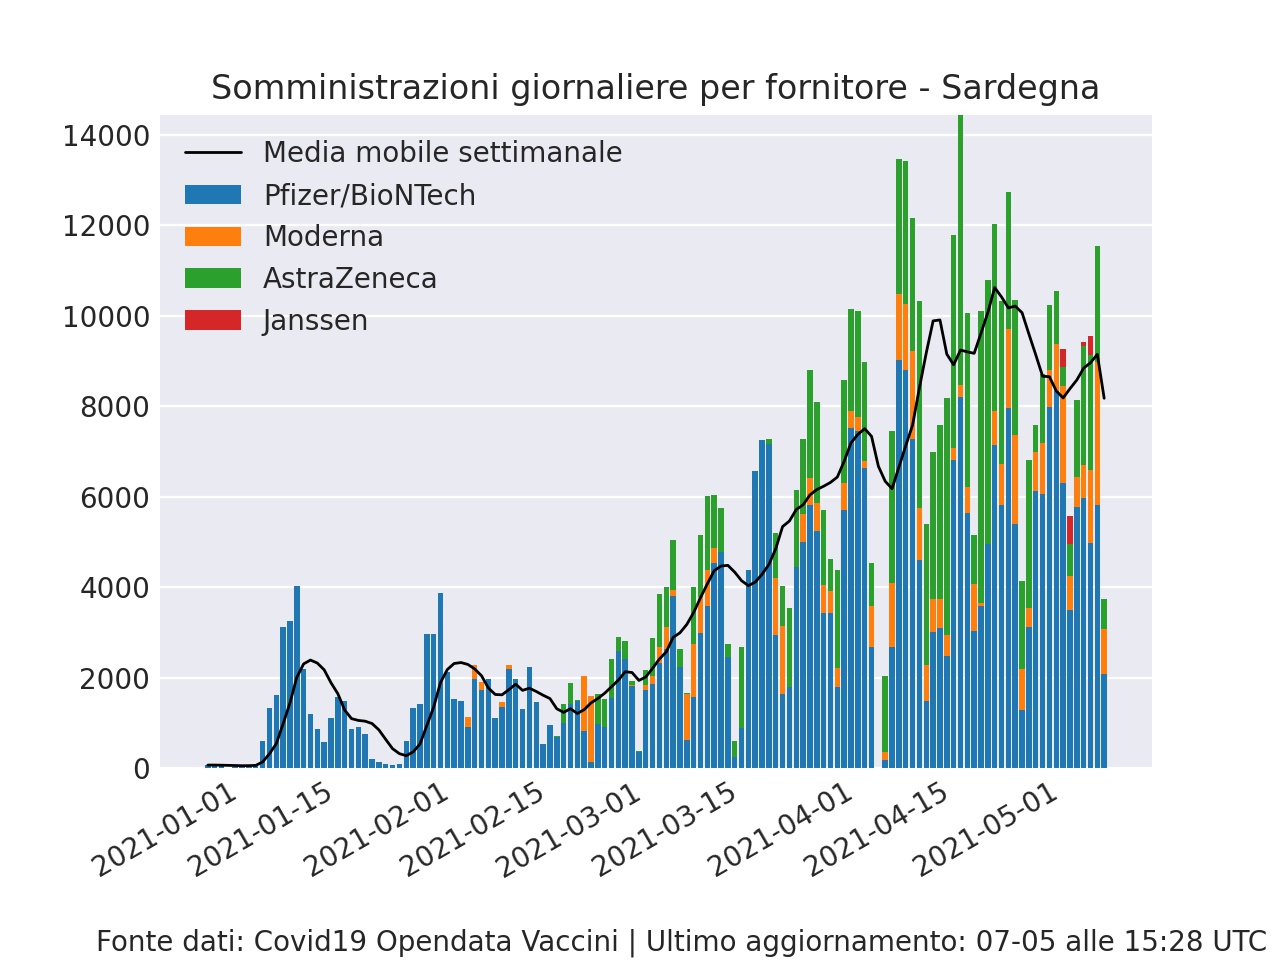 Somministrazioni giornaliere per fornitore - Sardegna
14000
12000
10000
8000
6000
4000
2000
0
Media mobile settimanale
Pfizer/BioNTech
Moderna
AstraZeneca
Janssen
2021-01-01
2021-01-15
2021-02-01
2021-02-15
2021-03-01
2021-03-15
2021-04-01
2021-04-15
2021-05-01
Fonte dati: Covid19 Opendata Vaccini | Ultimo aggiornamento: 07-05 alle 15:28 UTC